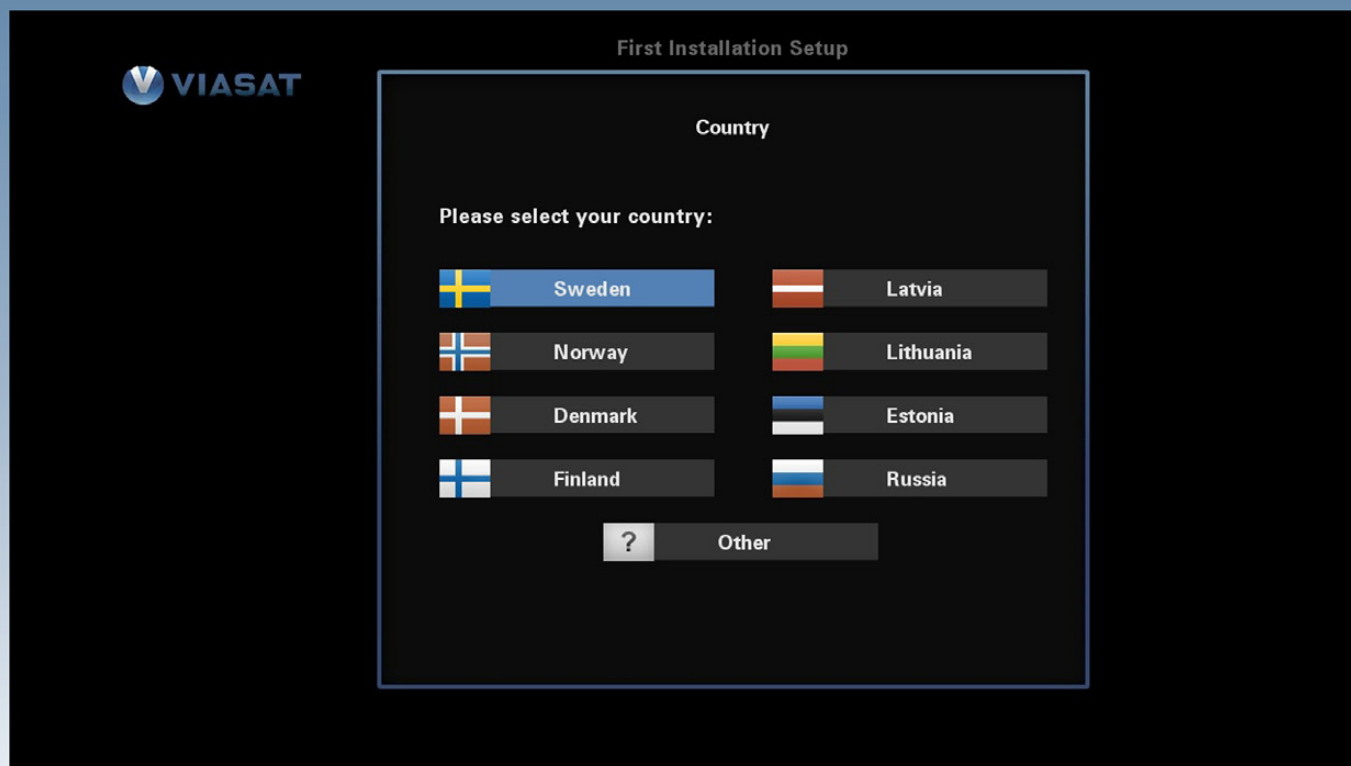 First Installation Setup
VIASAT
Country
Please select your country:
Sweden
Latvia
Norway
Lithuania
Denmark
Estonia
Finland
Russia
? Other